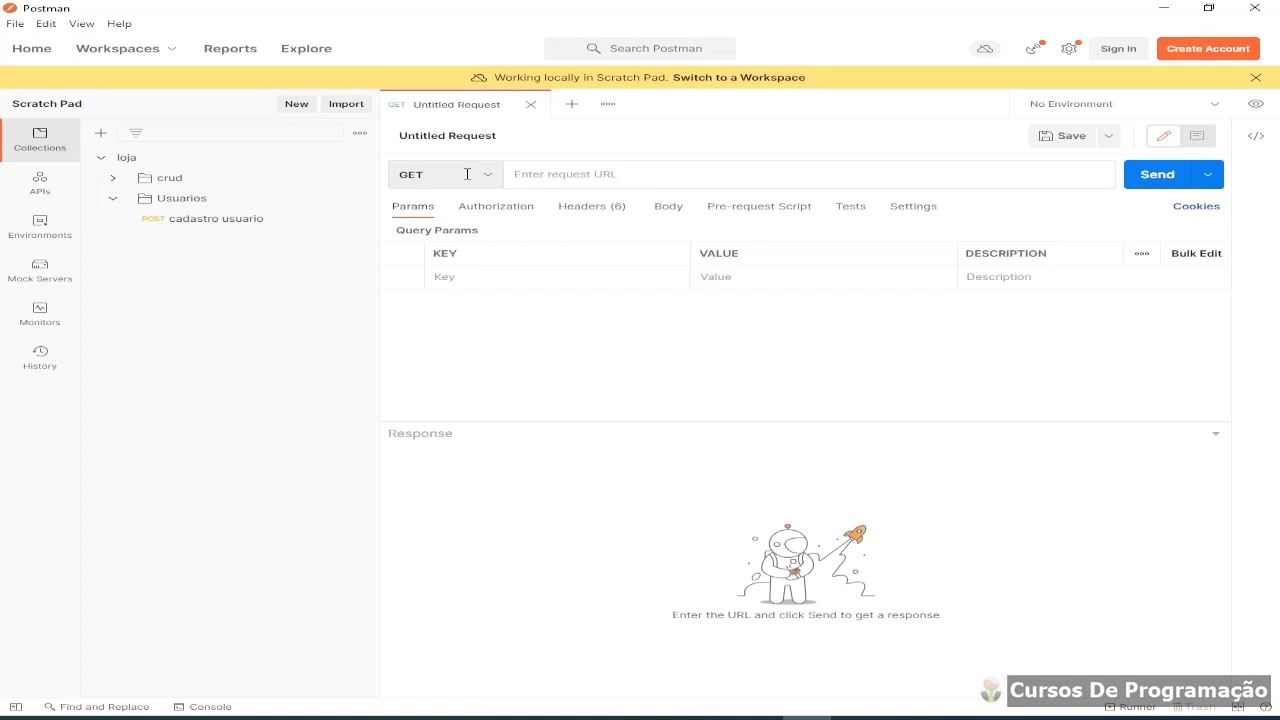 Postman
File Edit View Help
Home Workspaces Reports Explore Search Postman Sign In Create Account
Working locally in Scratch Pad. Switch to a Workspace
Scratch Pad New Import GET Untitled Request No Environment
Collections
APIs
Environments
Mock Servers
Monitors
History
loja
crud
Usuarios
POST cadastro usuario
Untitled Request Save
GET Enter request URL Send
Params Authorization Headers (6) Body Pre-request Script Tests Settings Cookies
Query Params
KEY VALUE DESCRIPTION Bulk Edit
Key Value Description
Response
Enter the URL and click Send to get a response
Cursos De Programação
Find and Replace Console Runner Trash